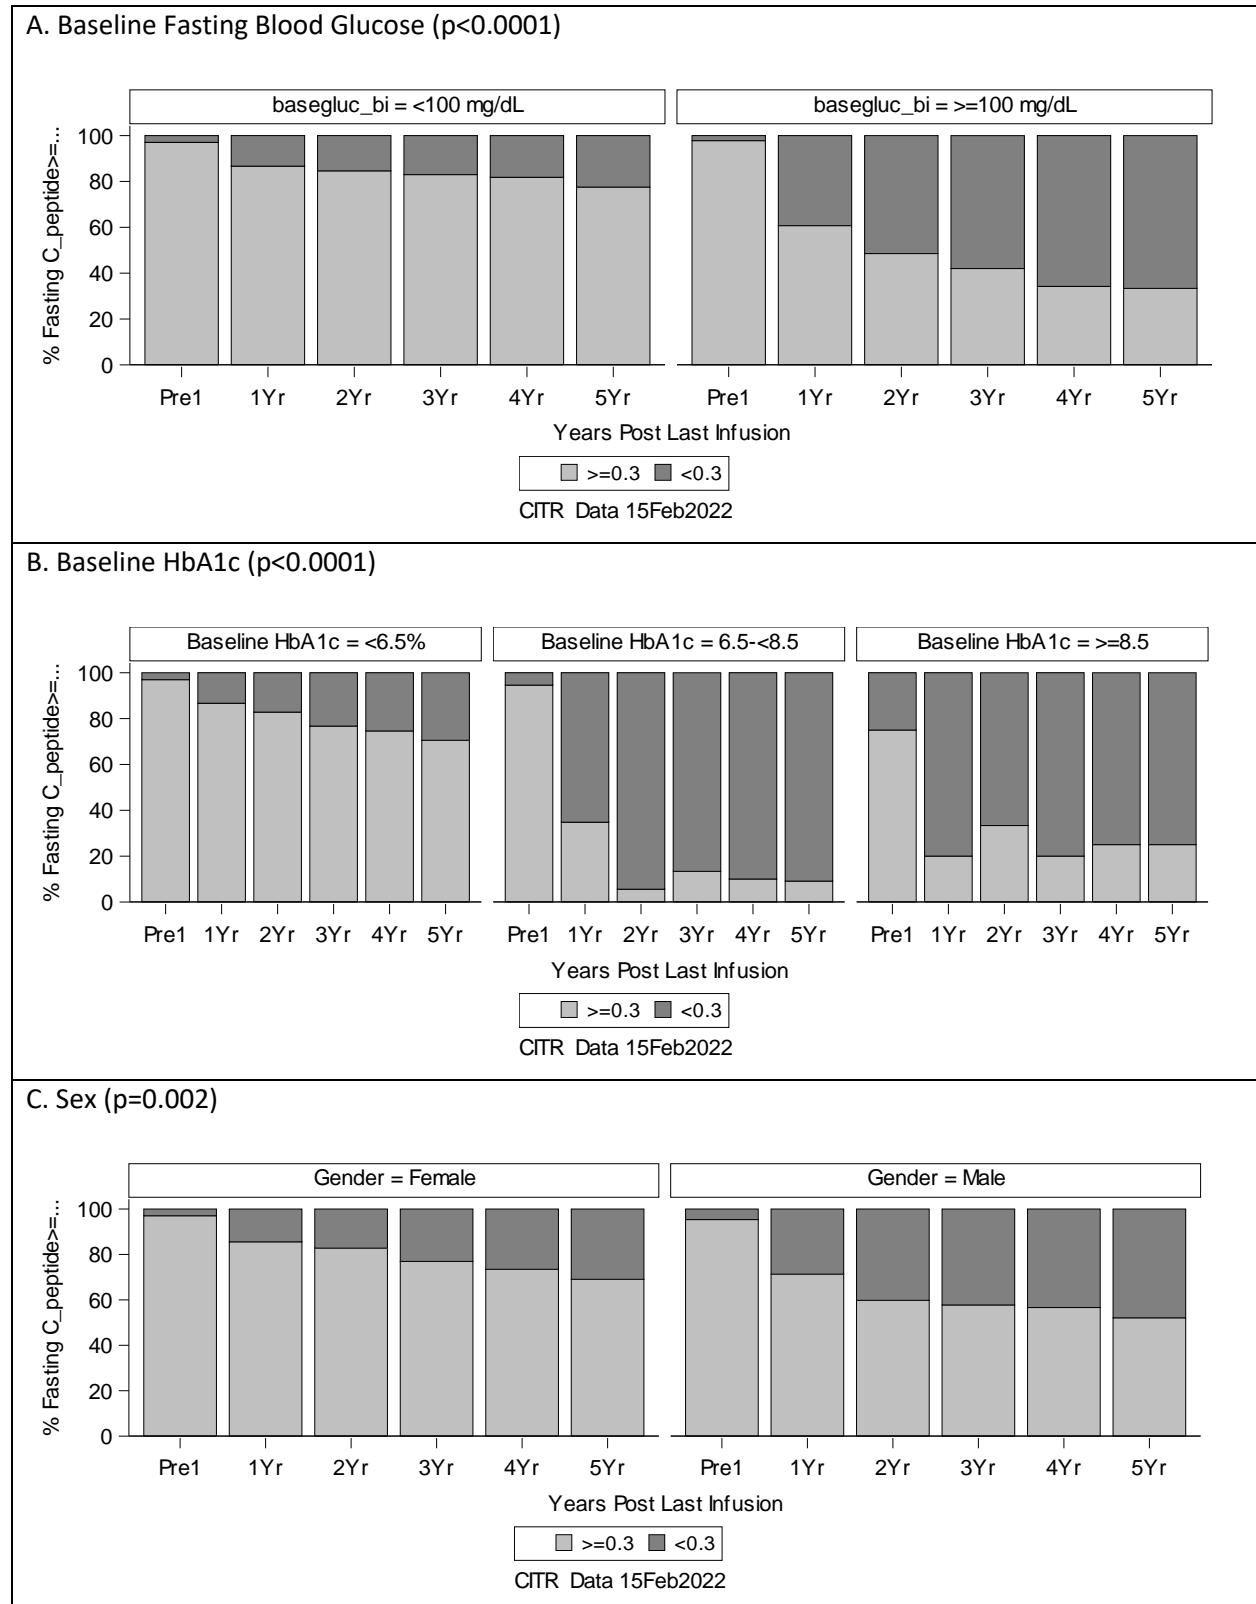 A. Baseline Fasting Blood Glucose (p<0.0001)
basegluc_bi = <100 mg/dL
basegluc_bi = >=100 mg/dL
% Fasting C_peptide>=...
100
80
60
40
20
0
Pre1 1Yr 2Yr 3Yr 4Yr 5Yr
Pre1 1Yr 2Yr 3Yr 4Yr 5Yr
Years Post Last Infusion
>=0.3 <0.3
CITR Data 15Feb2022
B. Baseline HbA1c (p<0.0001)
Baseline HbA1c = <6.5%
Baseline HbA1c = 6.5-<8.5
Baseline HbA1c = >=8.5
% Fasting C_peptide>=...
100
80
60
40
20
0
Pre1 1Yr 2Yr 3Yr 4Yr 5Yr
Pre1 1Yr 2Yr 3Yr 4Yr 5Yr
Pre1 1Yr 2Yr 3Yr 4Yr 5Yr
Years Post Last Infusion
>=0.3 <0.3
CITR Data 15Feb2022
C. Sex (p=0.002)
Gender = Female
Gender = Male
% Fasting C_peptide>=...
100
80
60
40
20
0
Pre1 1Yr 2Yr 3Yr 4Yr 5Yr
Pre1 1Yr 2Yr 3Yr 4Yr 5Yr
Years Post Last Infusion
>=0.3 <0.3
CITR Data 15Feb2022